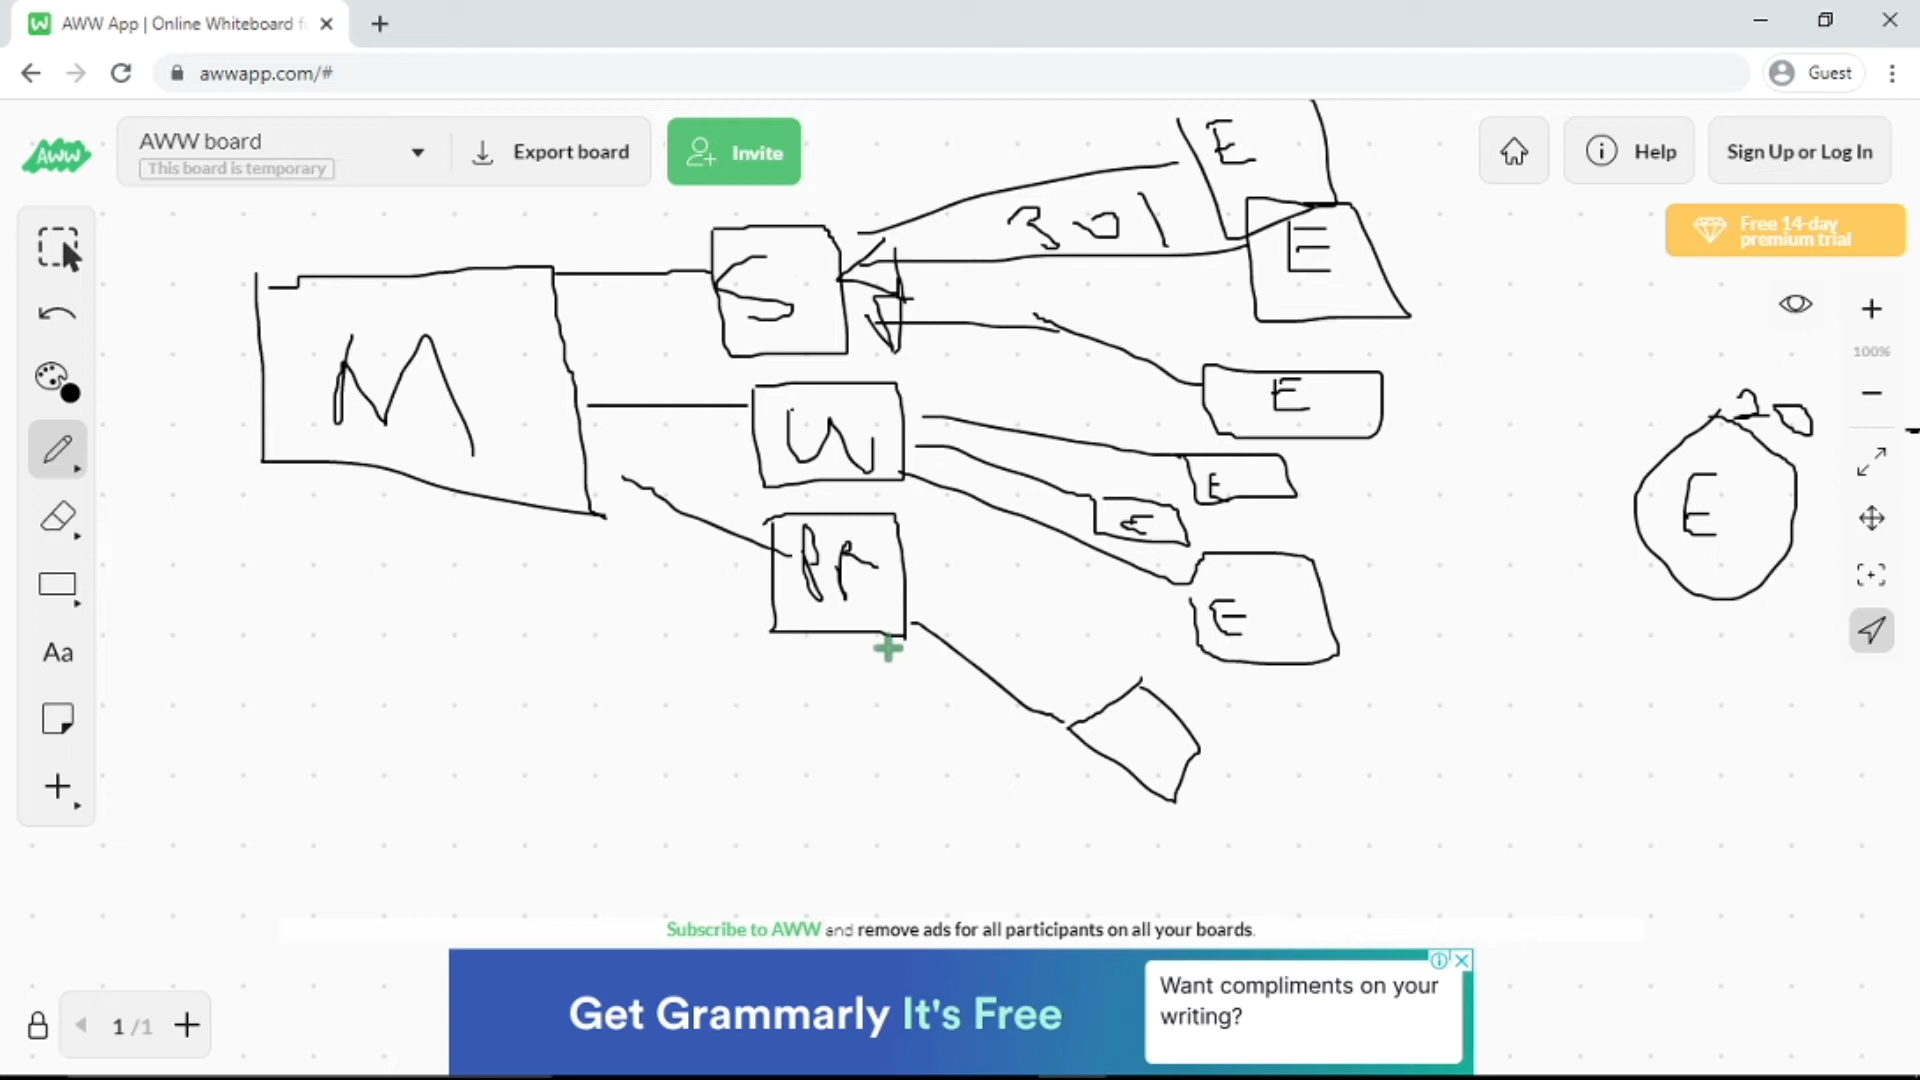 AWW App | Online Whiteboard f
awwapp.com/#
Guest
AWW
AWW board
This board is temporary
Export board
Invite
Help
Sign Up or Log In
Free 14-day
premium trial
100%
E
E
S
M
E
W
E
E
E
E
Aa
Subscribe to AWW and remove ads for all participants on all your boards.
Get Grammarly It's Free
Want compliments on your
writing?
1 /1